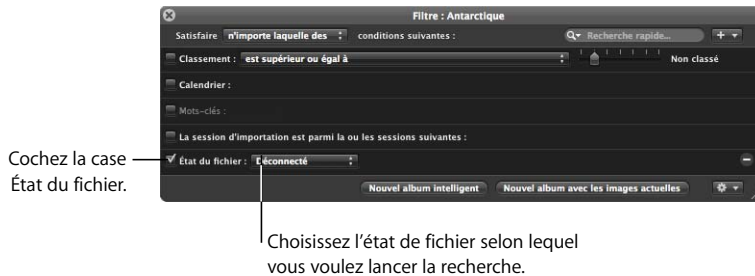 Filtre : Antarctique
Satisfaire n'importe laquelle des conditions suivantes : Recherche rapide...
Classement : est supérieur ou égal à Non classé
Calendrier :
Mots-clés :
La session d'importation est parmi la ou les sessions suivantes :
État du fichier : Déconnecté
Nouvel album intelligent Nouvel album avec les images actuelles
Cochez la case
État du fichier.
Choisissez l'état de fichier selon lequel
vous voulez lancer la recherche.